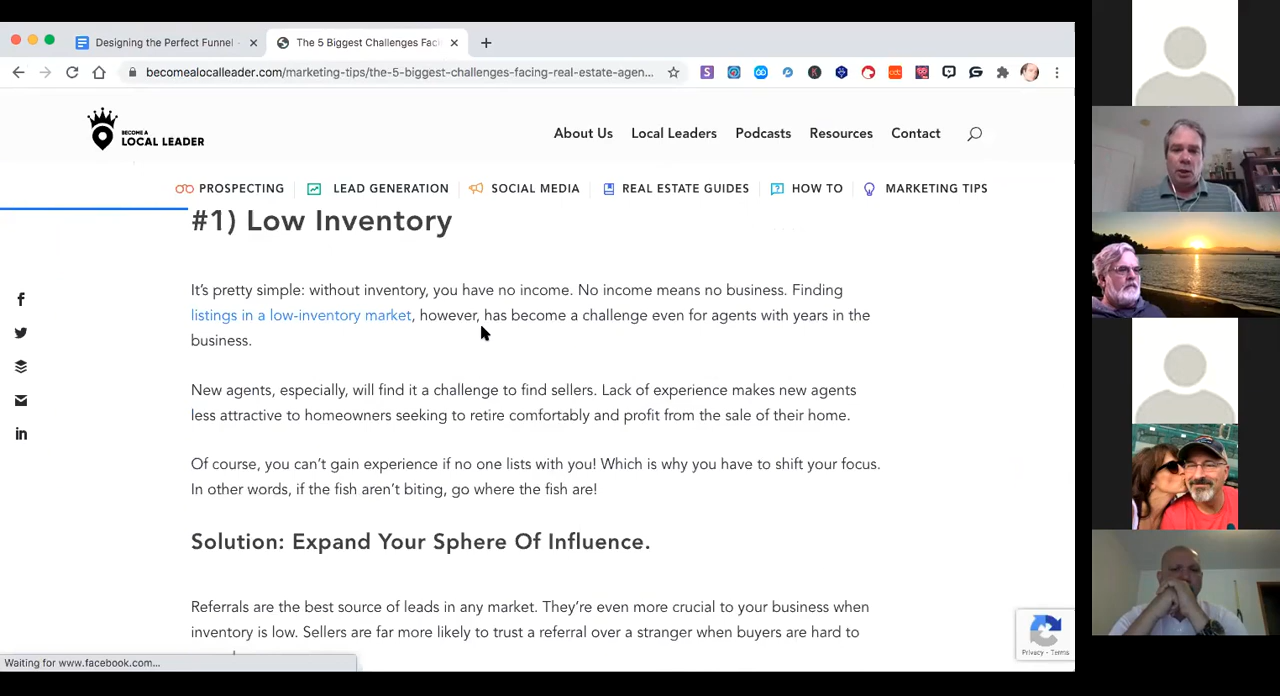 Designing the Perfect Funnel
The 5 Biggest Challenges Fac
becomealocalleader.com/marketing-tips/the-5-biggest-challenges-facing-real-estate-agen...
BECOME A
LOCAL LEADER
About Us Local Leaders Podcasts Resources Contact
PROSPECTING LEAD GENERATION SOCIAL MEDIA REAL ESTATE GUIDES HOW TO MARKETING TIPS
#1) Low Inventory
It's pretty simple: without inventory, you have no income. No income means no business. Finding
listings in a low-inventory market, however, has become a challenge even for agents with years in the
business.
New agents, especially, will find it a challenge to find sellers. Lack of experience makes new agents
less attractive to homeowners seeking to retire comfortably and profit from the sale of their home.
Of course, you can't gain experience if no one lists with you! Which is why you have to shift your focus.
In other words, if the fish aren't biting, go where the fish are!
Solution: Expand Your Sphere Of Influence.
Referrals are the best source of leads in any market. They're even more crucial to your business when
inventory is low. Sellers are far more likely to trust a referral over a stranger when buyers are hard to
Privacy - Terms
Waiting for www.facebook.com...